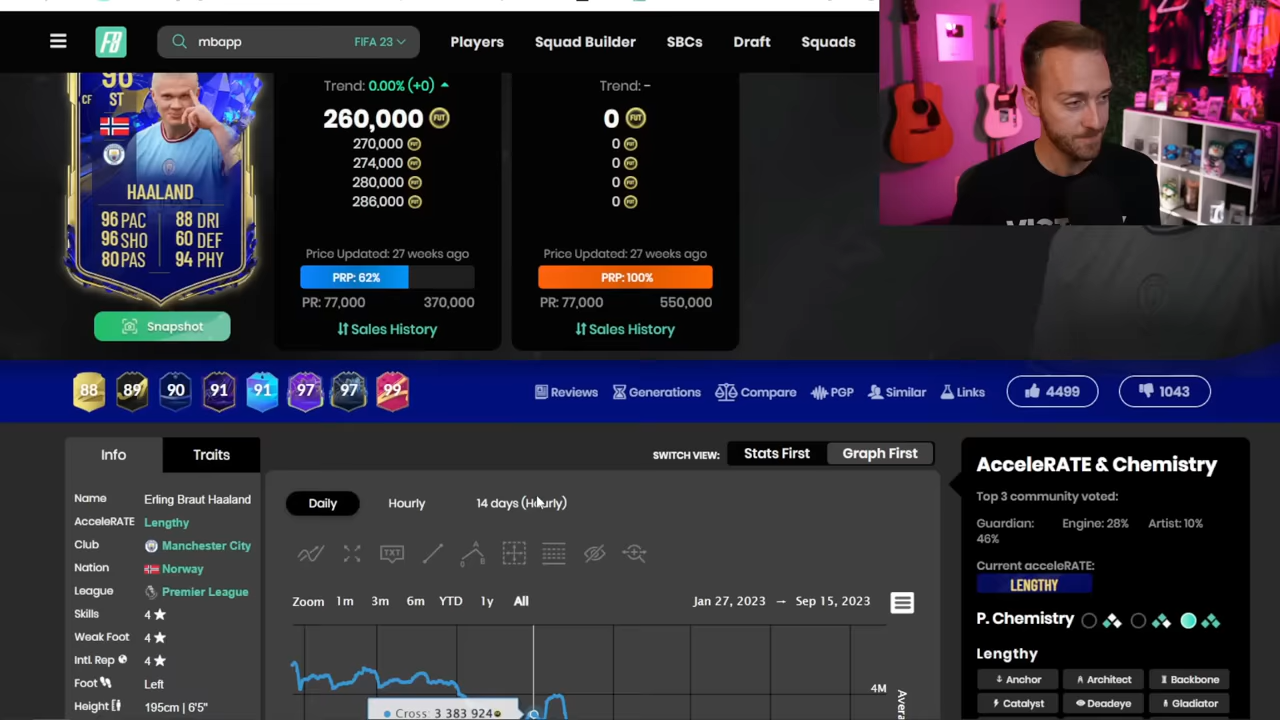 FB
mbapp
FIFA 23
Players
Squad Builder
SBCs
Draft
Squads
96
CF
ST
HAALAND
96 PAC 88 DRI
96 SHO 60 DEF
80 PAS 94 PHY
Snapshot
Trend: 0.00% (+0)
260,000 FUT
270,000
274,000
280,000
286,000
Price Updated: 27 weeks ago
PRP: 62%
PR: 77,000 370,000
Sales History
Trend: -
0 FUT
0
0
0
0
Price Updated: 27 weeks ago
PRP: 100%
PR: 77,000 550,000
Sales History
88 89 90 91 91 97 97 99
Reviews Generations Compare PGP Similar Links 4499 1043
Info Traits
Name Erling Braut Haaland
AcceleRATE Lengthy
Club Manchester City
Nation Norway
League Premier League
Skills 4
Weak Foot 4
Intl. Rep 4
Foot Left
Height 195cm | 6'5"
SWITCH VIEW: Stats First Graph First
Daily Hourly 14 days (Hourly)
TXT
Zoom 1m 3m 6m YTD 1y All
Jan 27, 2023 → Sep 15, 2023
4M
Cross: 3 383 924
AcceleRATE & Chemistry
Top 3 community voted:
Guardian: Engine: 28% Artist: 10%
46%
Current acceleRATE:
LENGTHY
P. Chemistry
Lengthy
Anchor Architect Backbone
Catalyst Deadeye Gladiator